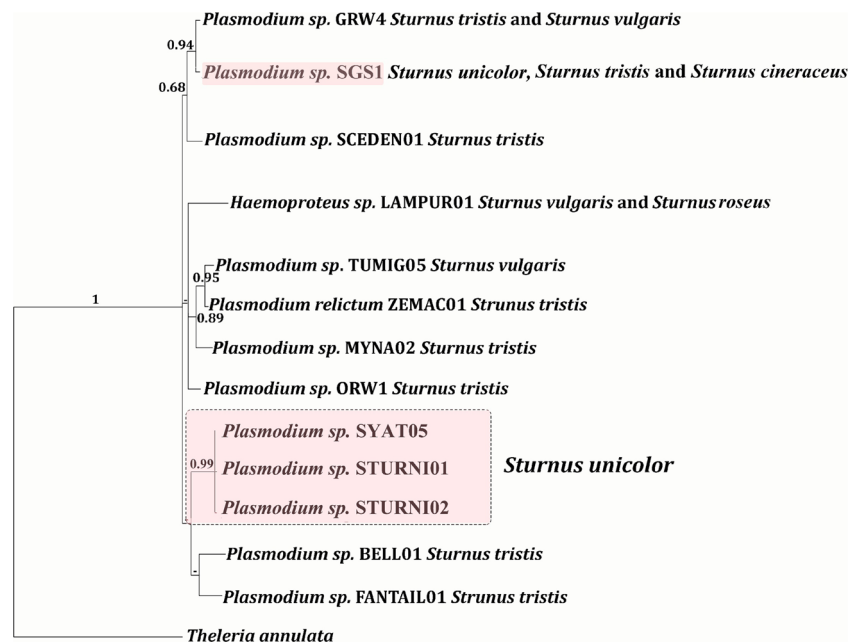 Plasmodium sp. GRW4 Sturnus tristis and Sturnus vulgaris
0.94
Plasmodium sp. SGS1 Sturnus unicolor, Sturnus tristis and Sturnus cineraceus
0.68
Plasmodium sp. SCEDEN01 Sturnus tristis
Haemoproteus sp. LAMPUR01 Sturnus vulgaris and Sturnus roseus
Plasmodium sp. TUMIG05 Sturnus vulgaris
0.95
1
-
Plasmodium relictum ZEMAC01 Strunus tristis
0.89
Plasmodium sp. MYNA02 Sturnus tristis
Plasmodium sp. ORW1 Sturnus tristis
Plasmodium sp. SYAT05
0.99
Plasmodium sp. STURNI01
Sturnus unicolor
Plasmodium sp. STURNI02
-
Plasmodium sp. BELL01 Sturnus tristis
-
Plasmodium sp. FANTAIL01 Strunus tristis
Theleria annulata